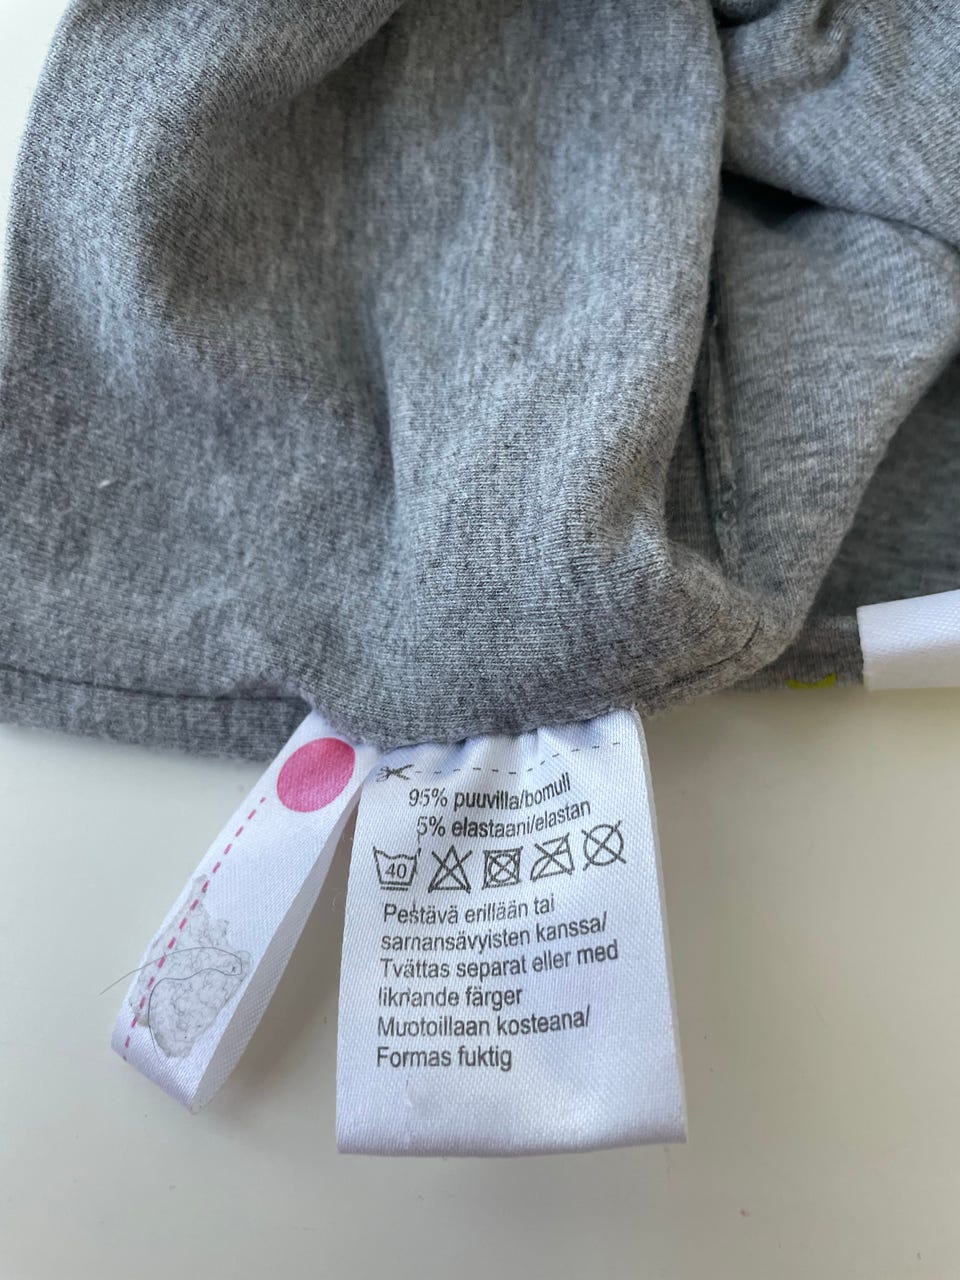 95% puuvilla/bomull
5% elastaani/elastan
40
Pestävä erillään tai
samansävyisten kanssa/
Tvättas separat eller med
liknande färger
Muotoillaan kosteana/
Formas fuktig